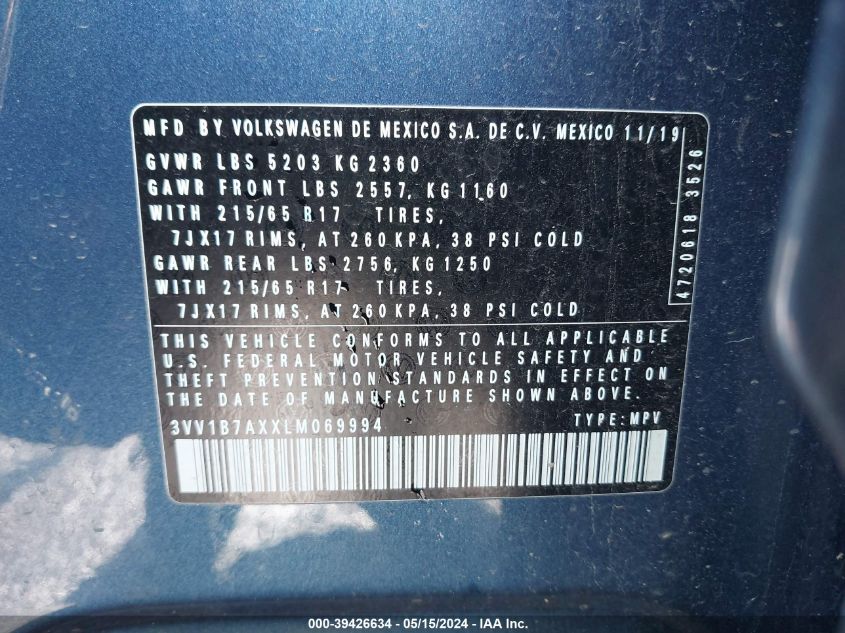 MFD BY VOLKSWAGEN DE MEXICO S.A. DE C.V. MEXICO 11/19
GVWR LBS 5203 KG 2360
GAWR FRONT LBS 2557, KG 1160
WITH 215/65 R17 TIRES,
7JX17 RIMS, AT 260 KPA, 38 PSI COLD
GAWR REAR LBS 2756, KG 1250
WITH 215/65 R17 TIRES,
7JX17 RIMS, AT 260 KPA, 38 PSI COLD
4720618 3526
THIS VEHICLE CONFORMS TO ALL APPLICABLE
U.S. FEDERAL MOTOR VEHICLE SAFETY AND
THEFT PREVENTION STANDARDS IN EFFECT ON
THE DATE OF MANUFACTURE SHOWN ABOVE.
3VV1B7AXXLM069994 TYPE: MPV
000-39426634 - 05/15/2024 - IAAI.COM